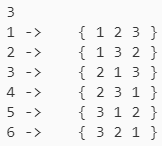 3
1 -> { 1 2 3 }
2 -> { 1 3 2 }
3 -> { 2 1 3 }
4 -> { 2 3 1 }
5 -> { 3 1 2 }
6 -> { 3 2 1 }